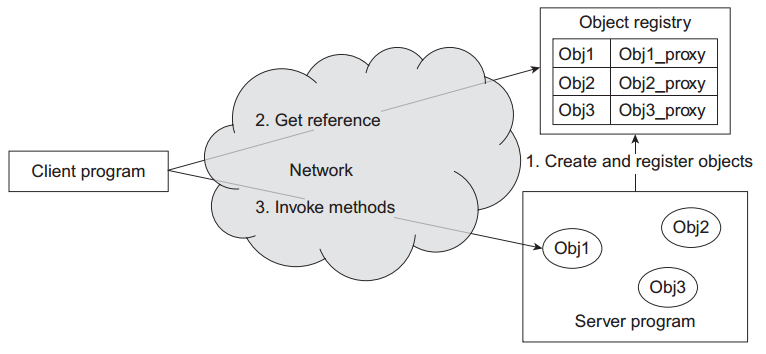 Object registry
Obj1 Obj1_proxy
Obj2 Obj2_proxy
Obj3 Obj3_proxy
2. Get reference
Client program
Network
1. Create and register objects
3. Invoke methods
Obj1
Obj2
Obj3
Server program